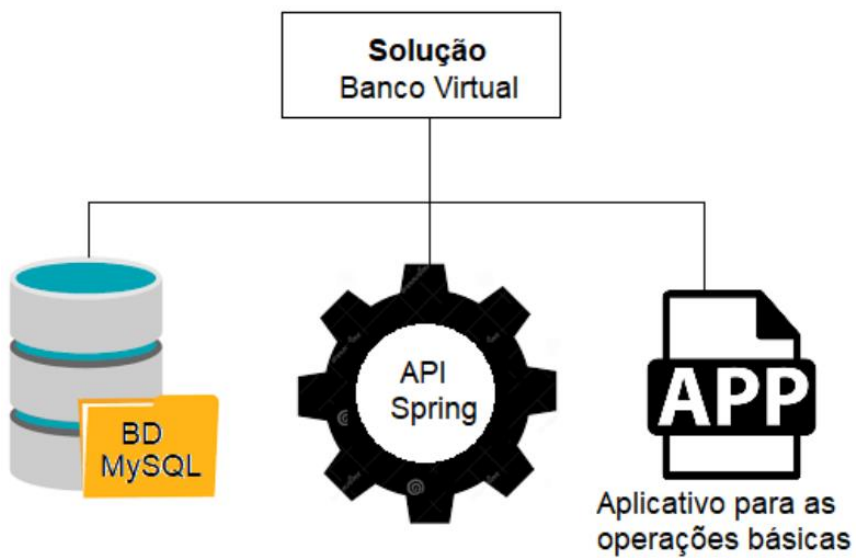 Solução
Banco Virtual
BD
MySQL
API
Spring
APP
Aplicativo para as
operações básicas